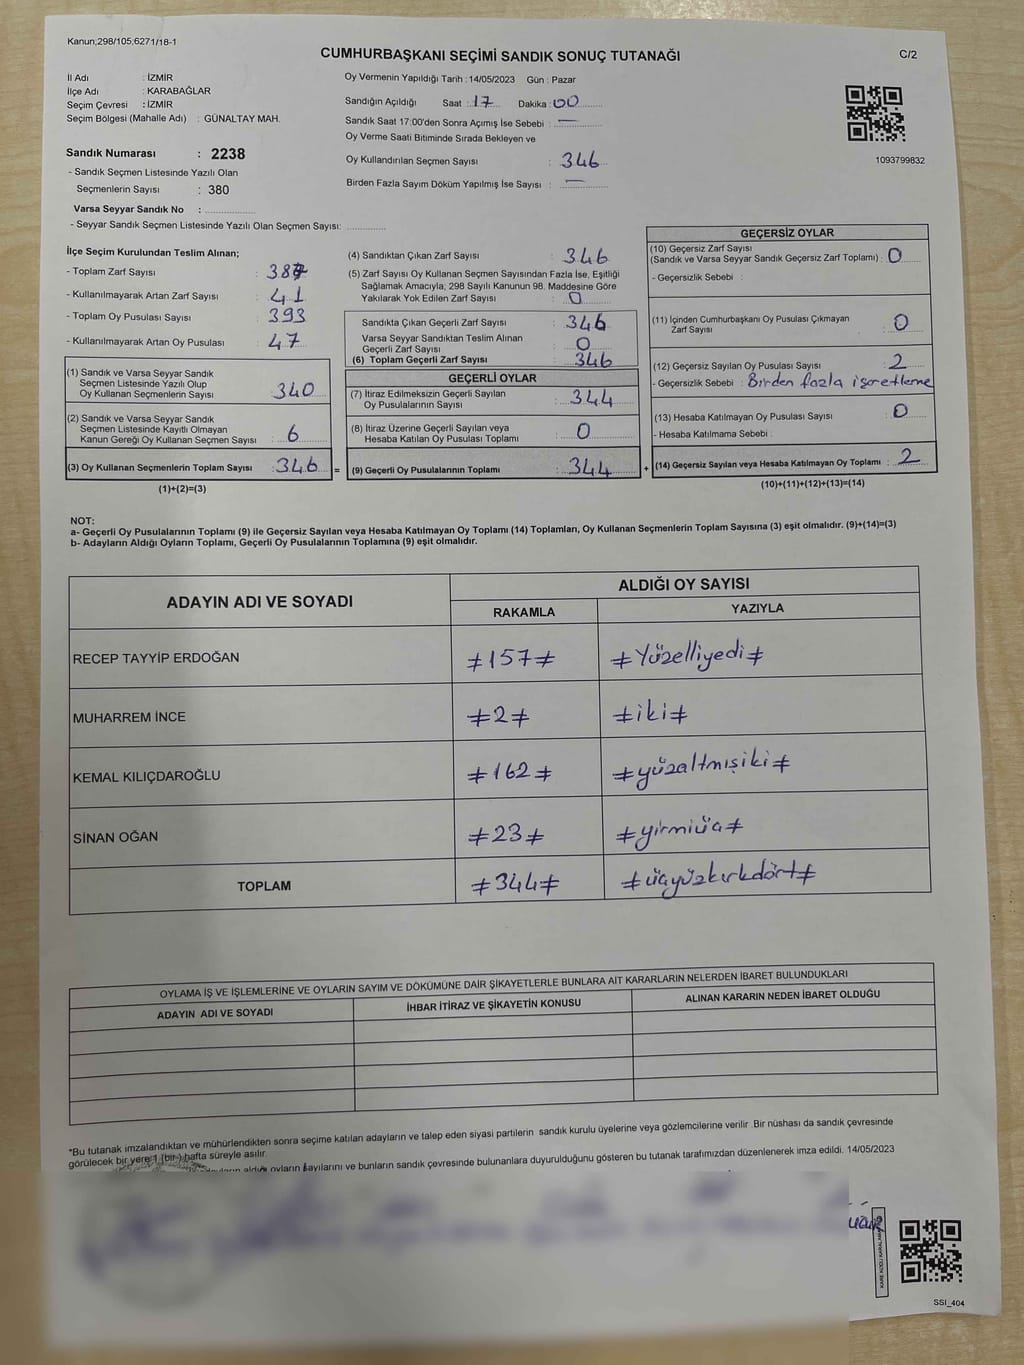 Kanun;298/105;6271/18-1
CUMHURBAŞKANI SEÇİMİ SANDIK SONUÇ TUTANAĞI
C/2
İl Adı : İZMİR
İlçe Adı : KARABAĞLAR
Seçim Çevresi : İZMİR
Seçim Bölgesi (Mahalle Adı) : GÜNALTAY MAH.
Sandık Numarası : 2238
- Sandık Seçmen Listesinde Yazılı Olan
Seçmenlerin Sayısı : 380
Varsa Seyyar Sandık No :
- Seyyar Sandık Seçmen Listesinde Yazılı Olan Seçmen Sayısı:
Oy Vermenin Yapıldığı Tarih : 14/05/2023 Gün : Pazar
Sandığın Açıldığı Saat : 17 Dakika : 00
Sandık Saat 17:00'den Sonra Açımış İse Sebebi : —
Oy Verme Saati Bitiminde Sırada Bekleyen ve
Oy Kullandırılan Seçmen Sayısı : 346
Birden Fazla Sayım Döküm Yapılmış İse Sayısı : —
1093799832
İlçe Seçim Kurulundan Teslim Alınan;
- Toplam Zarf Sayısı : 387
- Kullanılmayarak Artan Zarf Sayısı : 41
- Toplam Oy Pusulası Sayısı : 393
- Kullanılmayarak Artan Oy Pusulası : 47
(1) Sandık ve Varsa Seyyar Sandık
Seçmen Listesinde Yazılı Olup
Oy Kullanan Seçmenlerin Sayısı : 340
(2) Sandık ve Varsa Seyyar Sandık
Seçmen Listesinde Kayıtlı Olmayan
Kanun Gereği Oy Kullanan Seçmen Sayısı : 6
(3) Oy Kullanan Seçmenlerin Toplam Sayısı : 346 =
(1)+(2)=(3)
(4) Sandıktan Çıkan Zarf Sayısı : 346
(5) Zarf Sayısı Oy Kullanan Seçmen Sayısından Fazla İse, Eşitliği
Sağlamak Amacıyla; 298 Sayılı Kanunun 98. Maddesine Göre
Yakılarak Yok Edilen Zarf Sayısı : 0
Sandıkta Çıkan Geçerli Zarf Sayısı : 346
Varsa Seyyar Sandıktan Teslim Alınan
Geçerli Zarf Sayısı : 0
(6) Toplam Geçerli Zarf Sayısı : 346
GEÇERLİ OYLAR
(7) İtiraz Edilmeksizin Geçerli Sayılan
Oy Pusulalarının Sayısı : 344
(8) İtiraz Üzerine Geçerli Sayılan veya
Hesaba Katılan Oy Pusulası Toplamı : 0
(9) Geçerli Oy Pusulalarının Toplamı : 344 +
GEÇERSİZ OYLAR
(10) Geçersiz Zarf Sayısı
(Sandık ve Varsa Seyyar Sandık Geçersiz Zarf Toplamı) : 0
- Geçersizlik Sebebi :
(11) İçinden Cumhurbaşkanı Oy Pusulası Çıkmayan
Zarf Sayısı : 0
(12) Geçersiz Sayılan Oy Pusulası Sayısı : 2
- Geçersizlik Sebebi : Birden fazla işaretleme
(13) Hesaba Katılmayan Oy Pusulası Sayısı : 0
- Hesaba Katılmama Sebebi :
(14) Geçersiz Sayılan veya Hesaba Katılmayan Oy Toplamı : 2
(10)+(11)+(12)+(13)=(14)
NOT:
a- Geçerli Oy Pusulalarının Toplamı (9) ile Geçersiz Sayılan veya Hesaba Katılmayan Oy Toplamı (14) Toplamları, Oy Kullanan Seçmenlerin Toplam Sayısına (3) eşit olmalıdır. (9)+(14)=(3)
b- Adayların Aldığı Oyların Toplamı, Geçerli Oy Pusulalarının Toplamına (9) eşit olmalıdır.
ADAYIN ADI VE SOYADI
ALDIĞI OY SAYISI
RAKAMLA YAZIYLA
RECEP TAYYİP ERDOĞAN ≠157≠ ≠Yüzelliyedi≠
MUHARREM İNCE ≠2≠ ≠iki≠
KEMAL KILIÇDAROĞLU ≠162≠ ≠yüzaltmışiki≠
SİNAN OĞAN ≠23≠ ≠yirmiüç≠
TOPLAM ≠344≠ ≠üçyüzkırkdört≠
OYLAMA İŞ VE İŞLEMLERİNE VE OYLARIN SAYIM VE DÖKÜMÜNE DAİR ŞİKAYETLERLE BUNLARA AİT KARARLARIN NELERDEN İBARET BULUNDUKLARI
ADAYIN ADI VE SOYADI İHBAR İTİRAZ VE ŞİKAYETİN KONUSU ALINAN KARARIN NEDEN İBARET OLDUĞU
*Bu tutanak imzalandıktan ve mühürlendikten sonra seçime katılan adayların ve talep eden siyasi partilerin sandık kurulu üyelerine veya gözlemcilerine verilir. Bir nüshası da sandık çevresinde
görülecek bir yere 1 (bir) hafta süreyle asılır.
aldığı oyların sayılarını ve bunların sandık çevresinde bulunanlara duyurulduğunu gösteren bu tutanak tarafımızdan düzenlenerek imza edildi. 14/05/2023
SSI_404